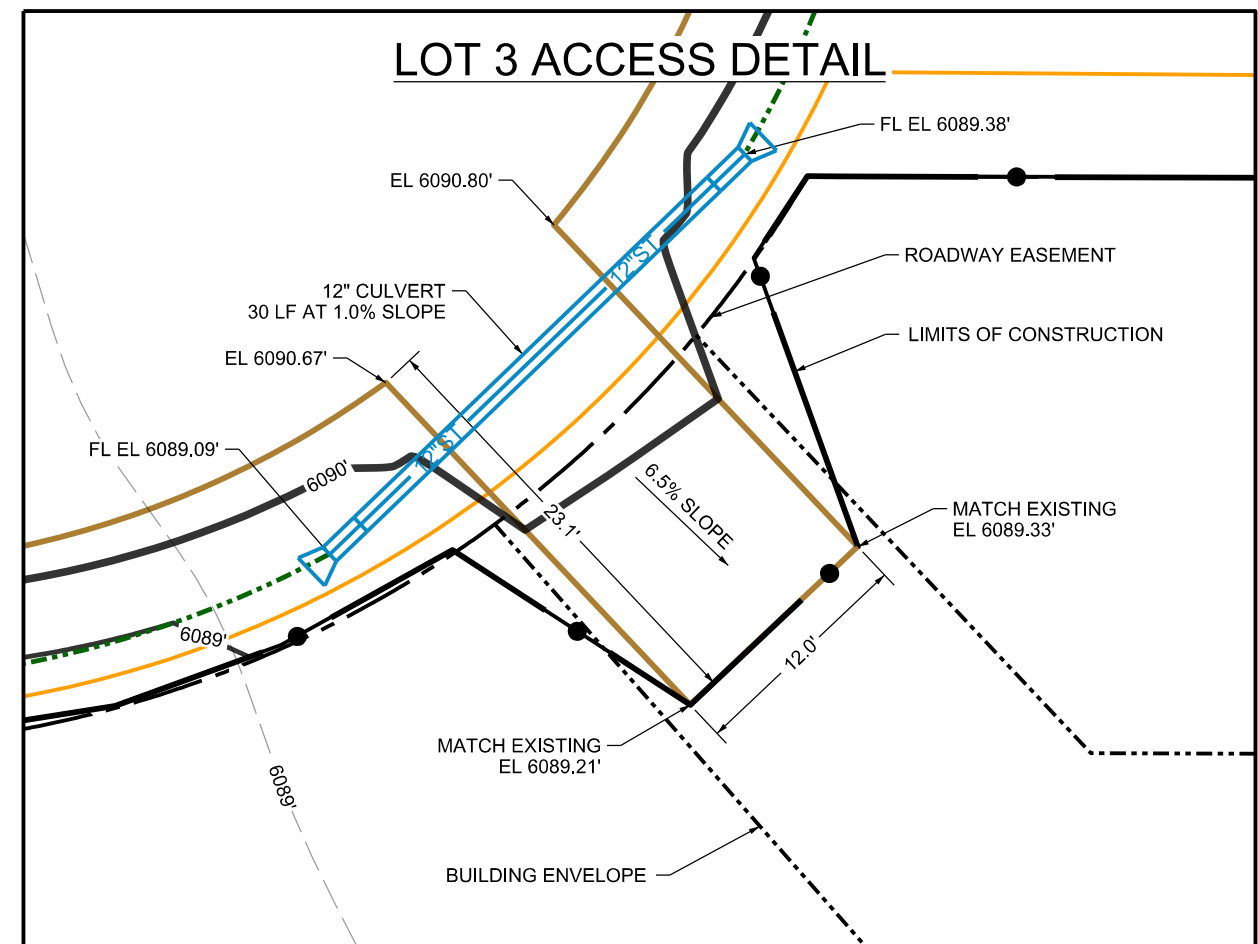 LOT 3 ACCESS DETAIL
FL EL 6089.38'
EL 6090.80'
ROADWAY EASEMENT
12"ST
12" CULVERT
30 LF AT 1.0% SLOPE
LIMITS OF CONSTRUCTION
EL 6090.67'
FL EL 6089.09'
12"ST
6090'
6.5% SLOPE
23.1'
MATCH EXISTING
EL 6089.33'
6089'
12.0'
MATCH EXISTING
EL 6089.21'
6089'
BUILDING ENVELOPE